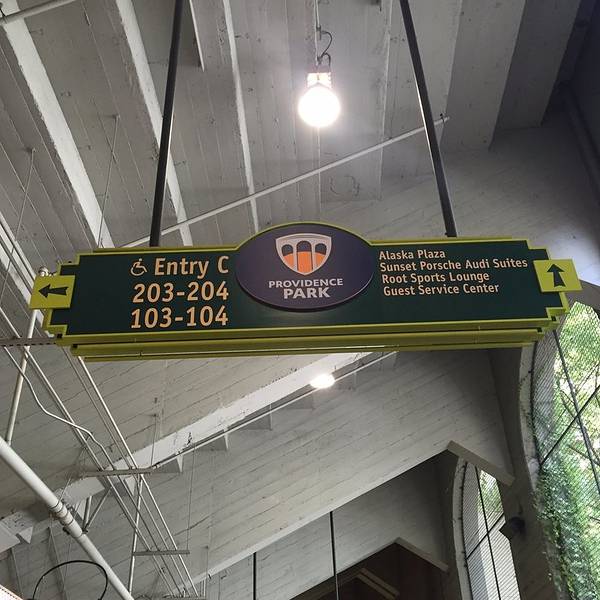 Entry C
203-204
103-104
PROVIDENCE
PARK
Alaska Plaza
Sunset Porsche Audi Suites
Root Sports Lounge
Guest Service Center